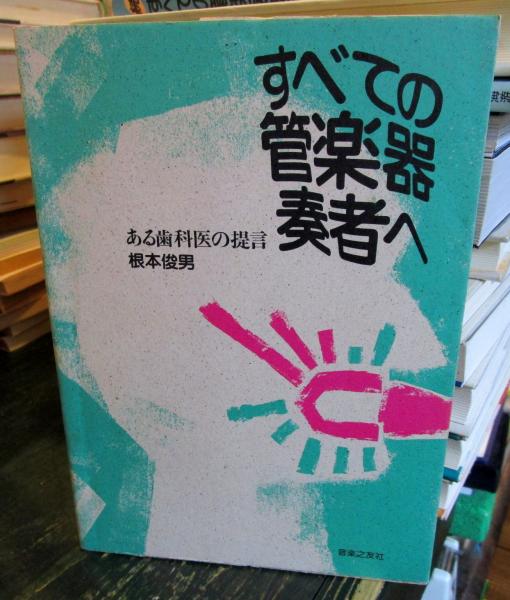 すべての
管楽器
奏者へ
ある歯科医の提言
根本俊男
音楽之友社